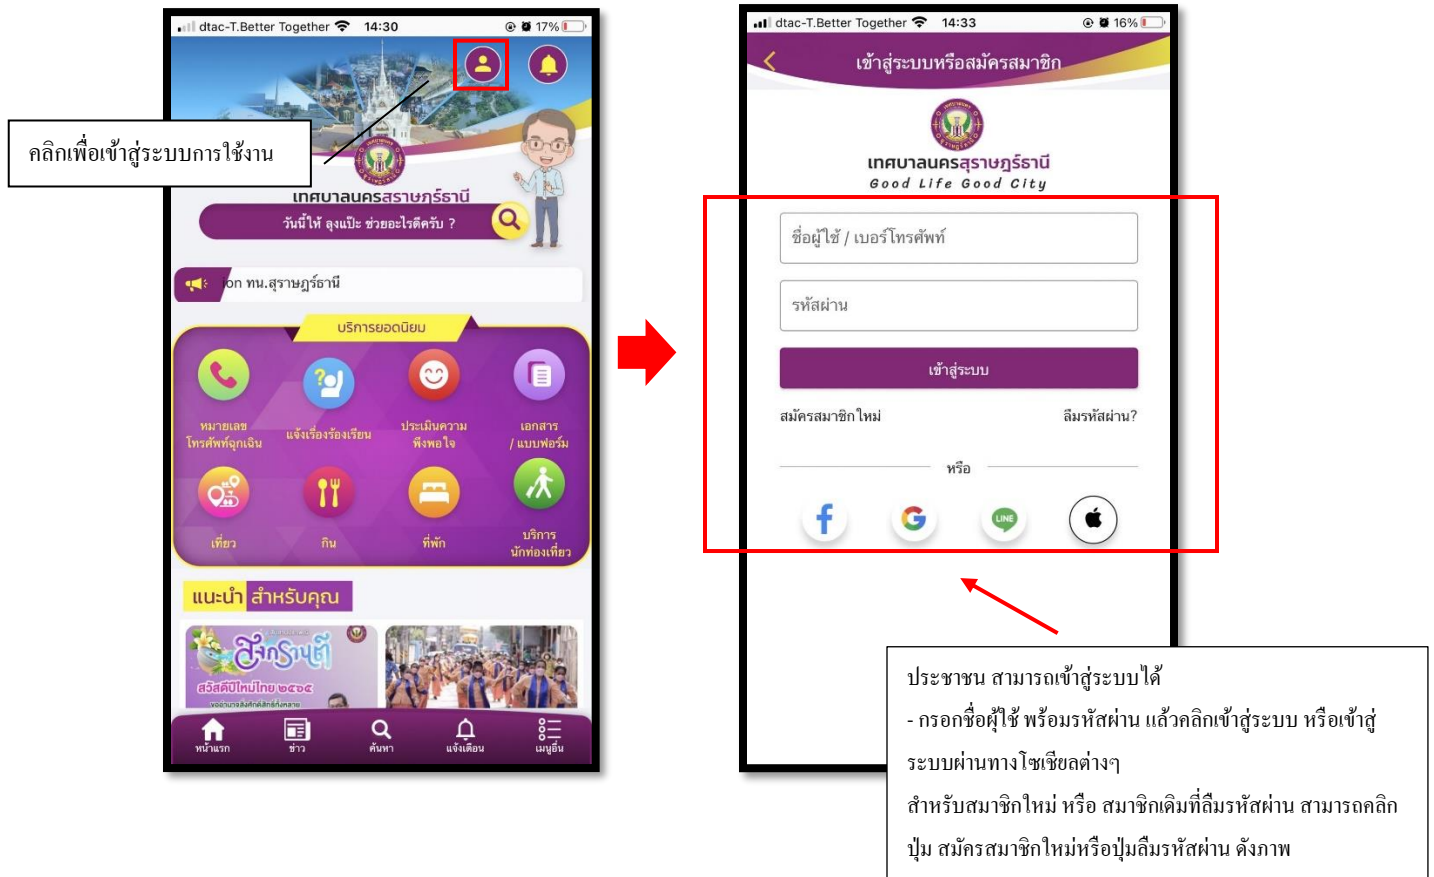 dtac-T.Better Together 14:30 17%
คลิกเพื่อเข้าสู่ระบบการใช้งาน
เทศบาลนครสุราษฎร์ธานี
วันนี้ให้ ลุงแป๊ะ ช่วยอะไรดีครับ ?
ion ทน.สุราษฎร์ธานี
บริการยอดนิยม
หมายเลข
โทรศัพท์ฉุกเฉิน
แจ้งเรื่องร้องเรียน
ประเมินความ
พึงพอใจ
เอกสาร
/ แบบฟอร์ม
เที่ยว
กิน
ที่พัก
บริการ
นักท่องเที่ยว
แนะนำ สำหรับคุณ
สงกรานต์
สวัสดีปีใหม่ไทย ๒๕๖๕
หน้าแรก
ข่าว
ค้นหา
แจ้งเตือน
เมนูอื่น
dtac-T.Better Together 14:33 16%
เข้าสู่ระบบหรือสมัครสมาชิก
เทศบาลนครสุราษฎร์ธานี
Good Life Good City
ชื่อผู้ใช้ / เบอร์โทรศัพท์
รหัสผ่าน
เข้าสู่ระบบ
สมัครสมาชิกใหม่ ลืมรหัสผ่าน?
หรือ
LINE
ประชาชน สามารถเข้าสู่ระบบได้
- กรอกชื่อผู้ใช้ พร้อมรหัสผ่าน แล้วคลิกเข้าสู่ระบบ หรือเข้าสู่
ระบบผ่านทางโซเชียลต่างๆ
สำหรับสมาชิกใหม่ หรือ สมาชิกเดิมที่ลืมรหัสผ่าน สามารถคลิก
ปุ่ม สมัครสมาชิกใหม่หรือปุ่มลืมรหัสผ่าน ดังภาพ